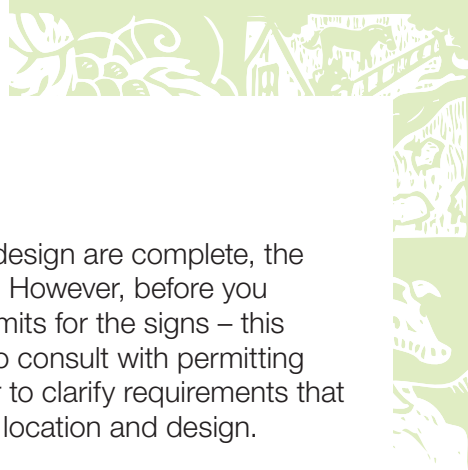 design are complete, the
However, before you
mits for the signs – this
o consult with permitting
to clarify requirements that
location and design.